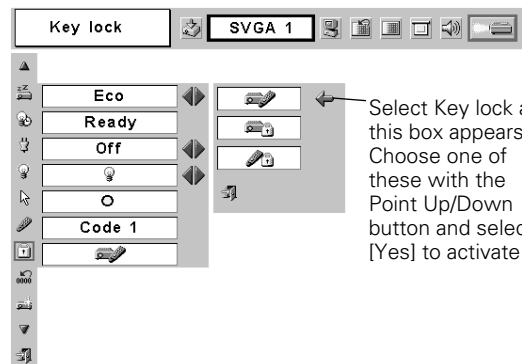 Key lock
SVGA 1
Eco
Ready
Off
Code 1
0000
Select Key lock a
this box appears
Choose one of
these with the
Point Up/Down
button and selec
[Yes] to activate